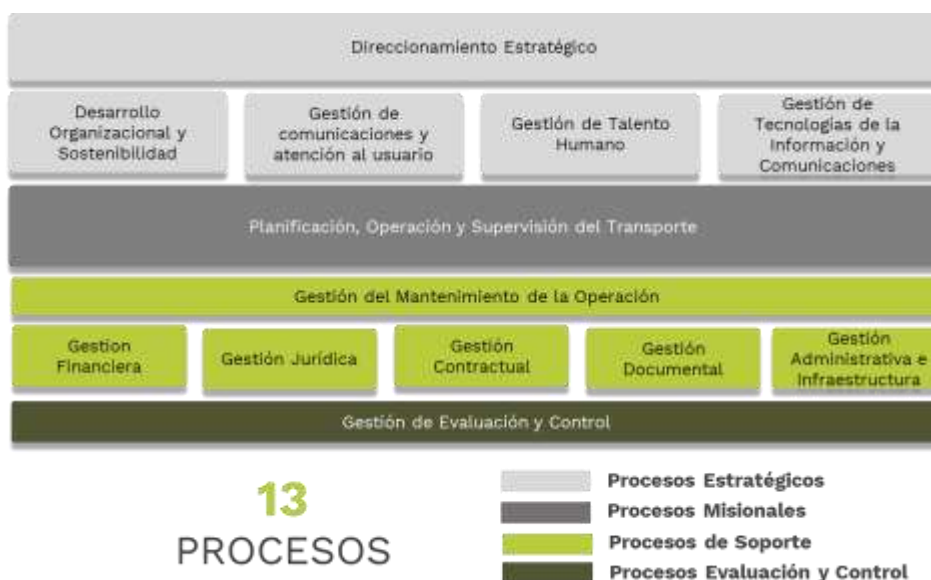 Direccionamiento Estratégico
Desarrollo
Organizacional y
Sostenibilidad
Gestión de
comunicaciones y
atención al usuario
Gestión de Talento
Humano
Gestión de
Tecnologías de la
Información y
Comunicaciones
Planificación, Operación y Supervisión del Transporte
Gestión del Mantenimiento de la Operación
Gestion
Financiera
Gestión Jurídica
Gestión
Contractual
Gestión
Documental
Gestión
Administrativa e
Infraestructura
Gestión de Evaluación y Control
13
PROCESOS
Procesos Estratégicos
Procesos Misionales
Procesos de Soporte
Procesos Evaluación y Control